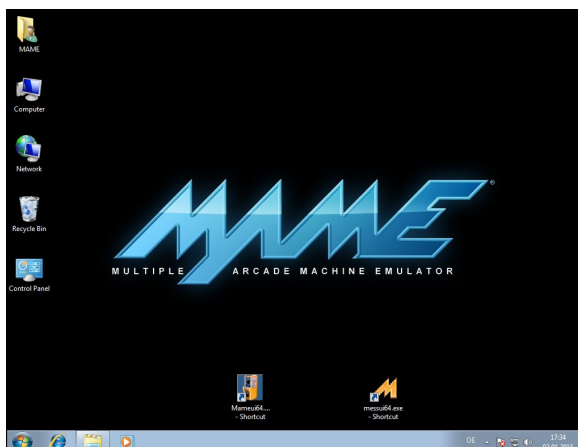 MAME
Computer
Network
Recycle Bin
Control Panel
MAME®
MULTIPLE ARCADE MACHINE EMULATOR
Mameui64....
- Shortcut
messui64.exe
- Shortcut
DE
17:34